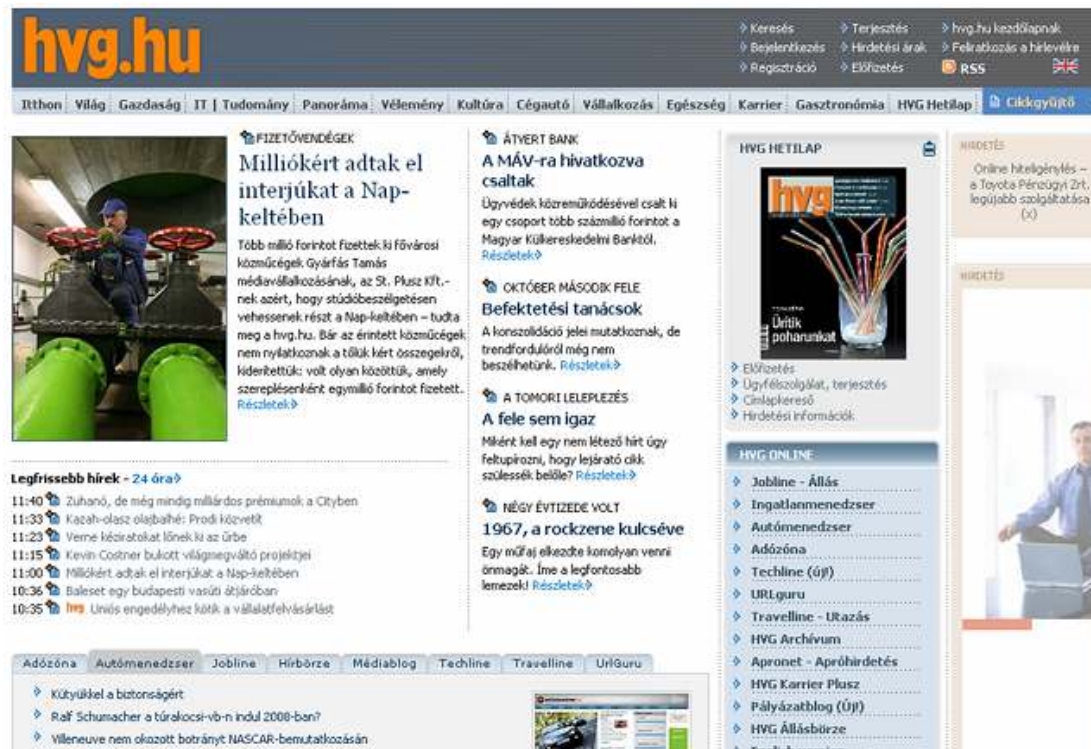 hvg.hu
Keresés
Bejelentkezés
Regisztráció
Terjesztés
Hirdetési árak
Előfizetés
hvg.hu kezdőlapnak
Feliratkozás a hírlevélre
RSS
Itthon Világ Gazdaság IT | Tudomány Panoráma Vélemény Kultúra Cégautó Vállalkozás Egészség Karrier Gasztronómia HVG Hetilap Cikkgyűjtő
FIZETŐVENDÉGEK
Milliókért adtak el
interjúkat a Nap-
keltében
Több millió forintot fizettek ki fővárosi
közműcégek Gyárfás Tamás
médiavállalkozásának, az St. Plusz Kft.-
nek azért, hogy stúdióbeszélgetésen
vehessenek részt a Nap-keltében – tudta
meg a hvg.hu. Bár az érintett közműcégek
nem nyilatkoznak a tőlük kért összegekről,
kiderítettük: volt olyan közöttük, amely
szereplésenként egymillió forintot fizetett.
Részletek
Legfrissebb hírek - 24 óra
11:40 Zuhanó, de még mindig milliárdos prémiumok a Cityben
11:33 Kazah-olasz olajbalhé: Prodi közvetít
11:23 Verne kéziratokat lőnek ki az űrbe
11:15 Kevin Costner bukott világmegváltó projektjei
11:00 Milliókért adtak el interjúkat a Nap-keltében
10:36 Baleset egy budapesti vasúti átjáróban
10:35 hvg Uniós engedélyhez kötik a vállalatfelvásárlást
ÁTVERT BANK
A MÁV-ra hivatkozva
csaltak
Ügyvédek közreműködésével csalt ki
egy csoport több százmillió forintot a
Magyar Külkereskedelmi Banktól.
Részletek
OKTÓBER MÁSODIK FELE
Befektetési tanácsok
A konszolidáció jelei mutatkoznak, de
trendfordulóról még nem
beszélhetünk. Részletek
A TOMORI LELEPLEZÉS
A fele sem igaz
Miként kell egy nem létező hírt úgy
feltupírozni, hogy lejárató cikk
szülessék belőle? Részletek
NÉGY ÉVTIZEDE VOLT
1967, a rockzene kulcséve
Egy műfaj elkezdte komolyan venni
önmagát. Íme a legfontosabb
lemezek! Részletek
HVG HETILAP
hvg
Ürítik
poharunkat
Előfizetés
Ügyfélszolgálat, terjesztés
Címlapkereső
Hirdetési információk
HVG ONLINE
Jobline - Állás
Ingatlanmenedzser
Autómenedzser
Adózóna
Techline (új!)
URLguru
Travelline - Utazás
HVG Archívum
Apronet - Apróhirdetés
HVG Karrier Plusz
Pályázatblog (Új!)
HVG Állásbörze
HIRDETÉS
Online hiteligénylés –
a Toyota Pénzügyi Zrt.
legújabb szolgáltatása
(x)
HIRDETÉS
Adózóna Autómenedzser Jobline Hírbörze Médiablog Techline Travelline UrlGuru
Kütyükkel a biztonságért
Ralf Schumacher a túrakocsi-vb-n indul 2008-ban?
Villeneuve nem okozott botrányt NASCAR-bemutatkozásán